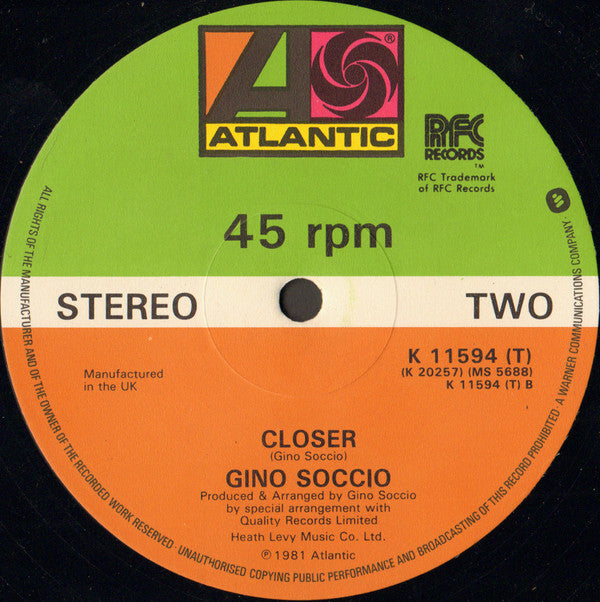 ATLANTIC
®
RFC
RECORDS
TM
RFC Trademark
of RFC Records
45 rpm
STEREO
TWO
K 11594 (T)
(K 20257) (MS 5688)
K 11594 (T) B
Manufactured
in the UK
CLOSER
(Gino Soccio)
GINO SOCCIO
Produced & Arranged by Gino Soccio
by special arrangement with
Quality Records Limited
Heath Levy Music Co. Ltd.
℗ 1981 Atlantic
ALL RIGHTS OF THE MANUFACTURER AND OF THE OWNER OF THE RECORDED WORK RESERVED · UNAUTHORISED COPYING PUBLIC PERFORMANCE AND BROADCASTING OF THIS RECORD PROHIBITED · A WARNER COMMUNICATIONS COMPANY ·